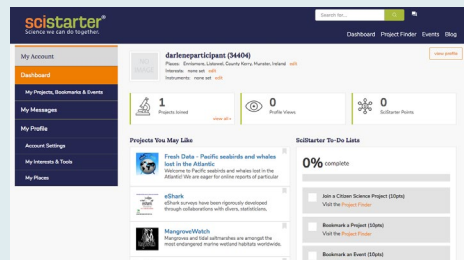 scistarter®
Science we can do together.
Search for...
Dashboard Project Finder Events Blog
My Account
Dashboard
My Projects, Bookmarks & Events
My Messages
My Profile
Account Settings
My Interests & Tools
My Places
NO IMAGE
darleneparticipant (34404)
Places: Ennismore, Listowel, County Kerry, Munster, Ireland edit
Interests: none set edit
Instruments: none set edit
view profile
1
Projects Joined
view all »
0
Profile Views
0
SciStarter Points
Projects You May Like
Fresh Data - Pacific seabirds and whales
lost in the Atlantic
Welcome to Pacific seabirds and whales lost in the
Atlantic! We are eager for online reports of particular
eShark
eShark surveys have been rigorously developed
through collaborations with divers, statisticians,
MangroveWatch
Mangroves and tidal saltmarshes are amongst the
most endangered marine wetland habitats worldwide.
SciStarter To-Do Lists
0% complete
Join a Citizen Science Project (10pts)
Visit the Project Finder
Bookmark a Project (10pts)
Visit the Project Finder
Bookmark an Event (10pts)